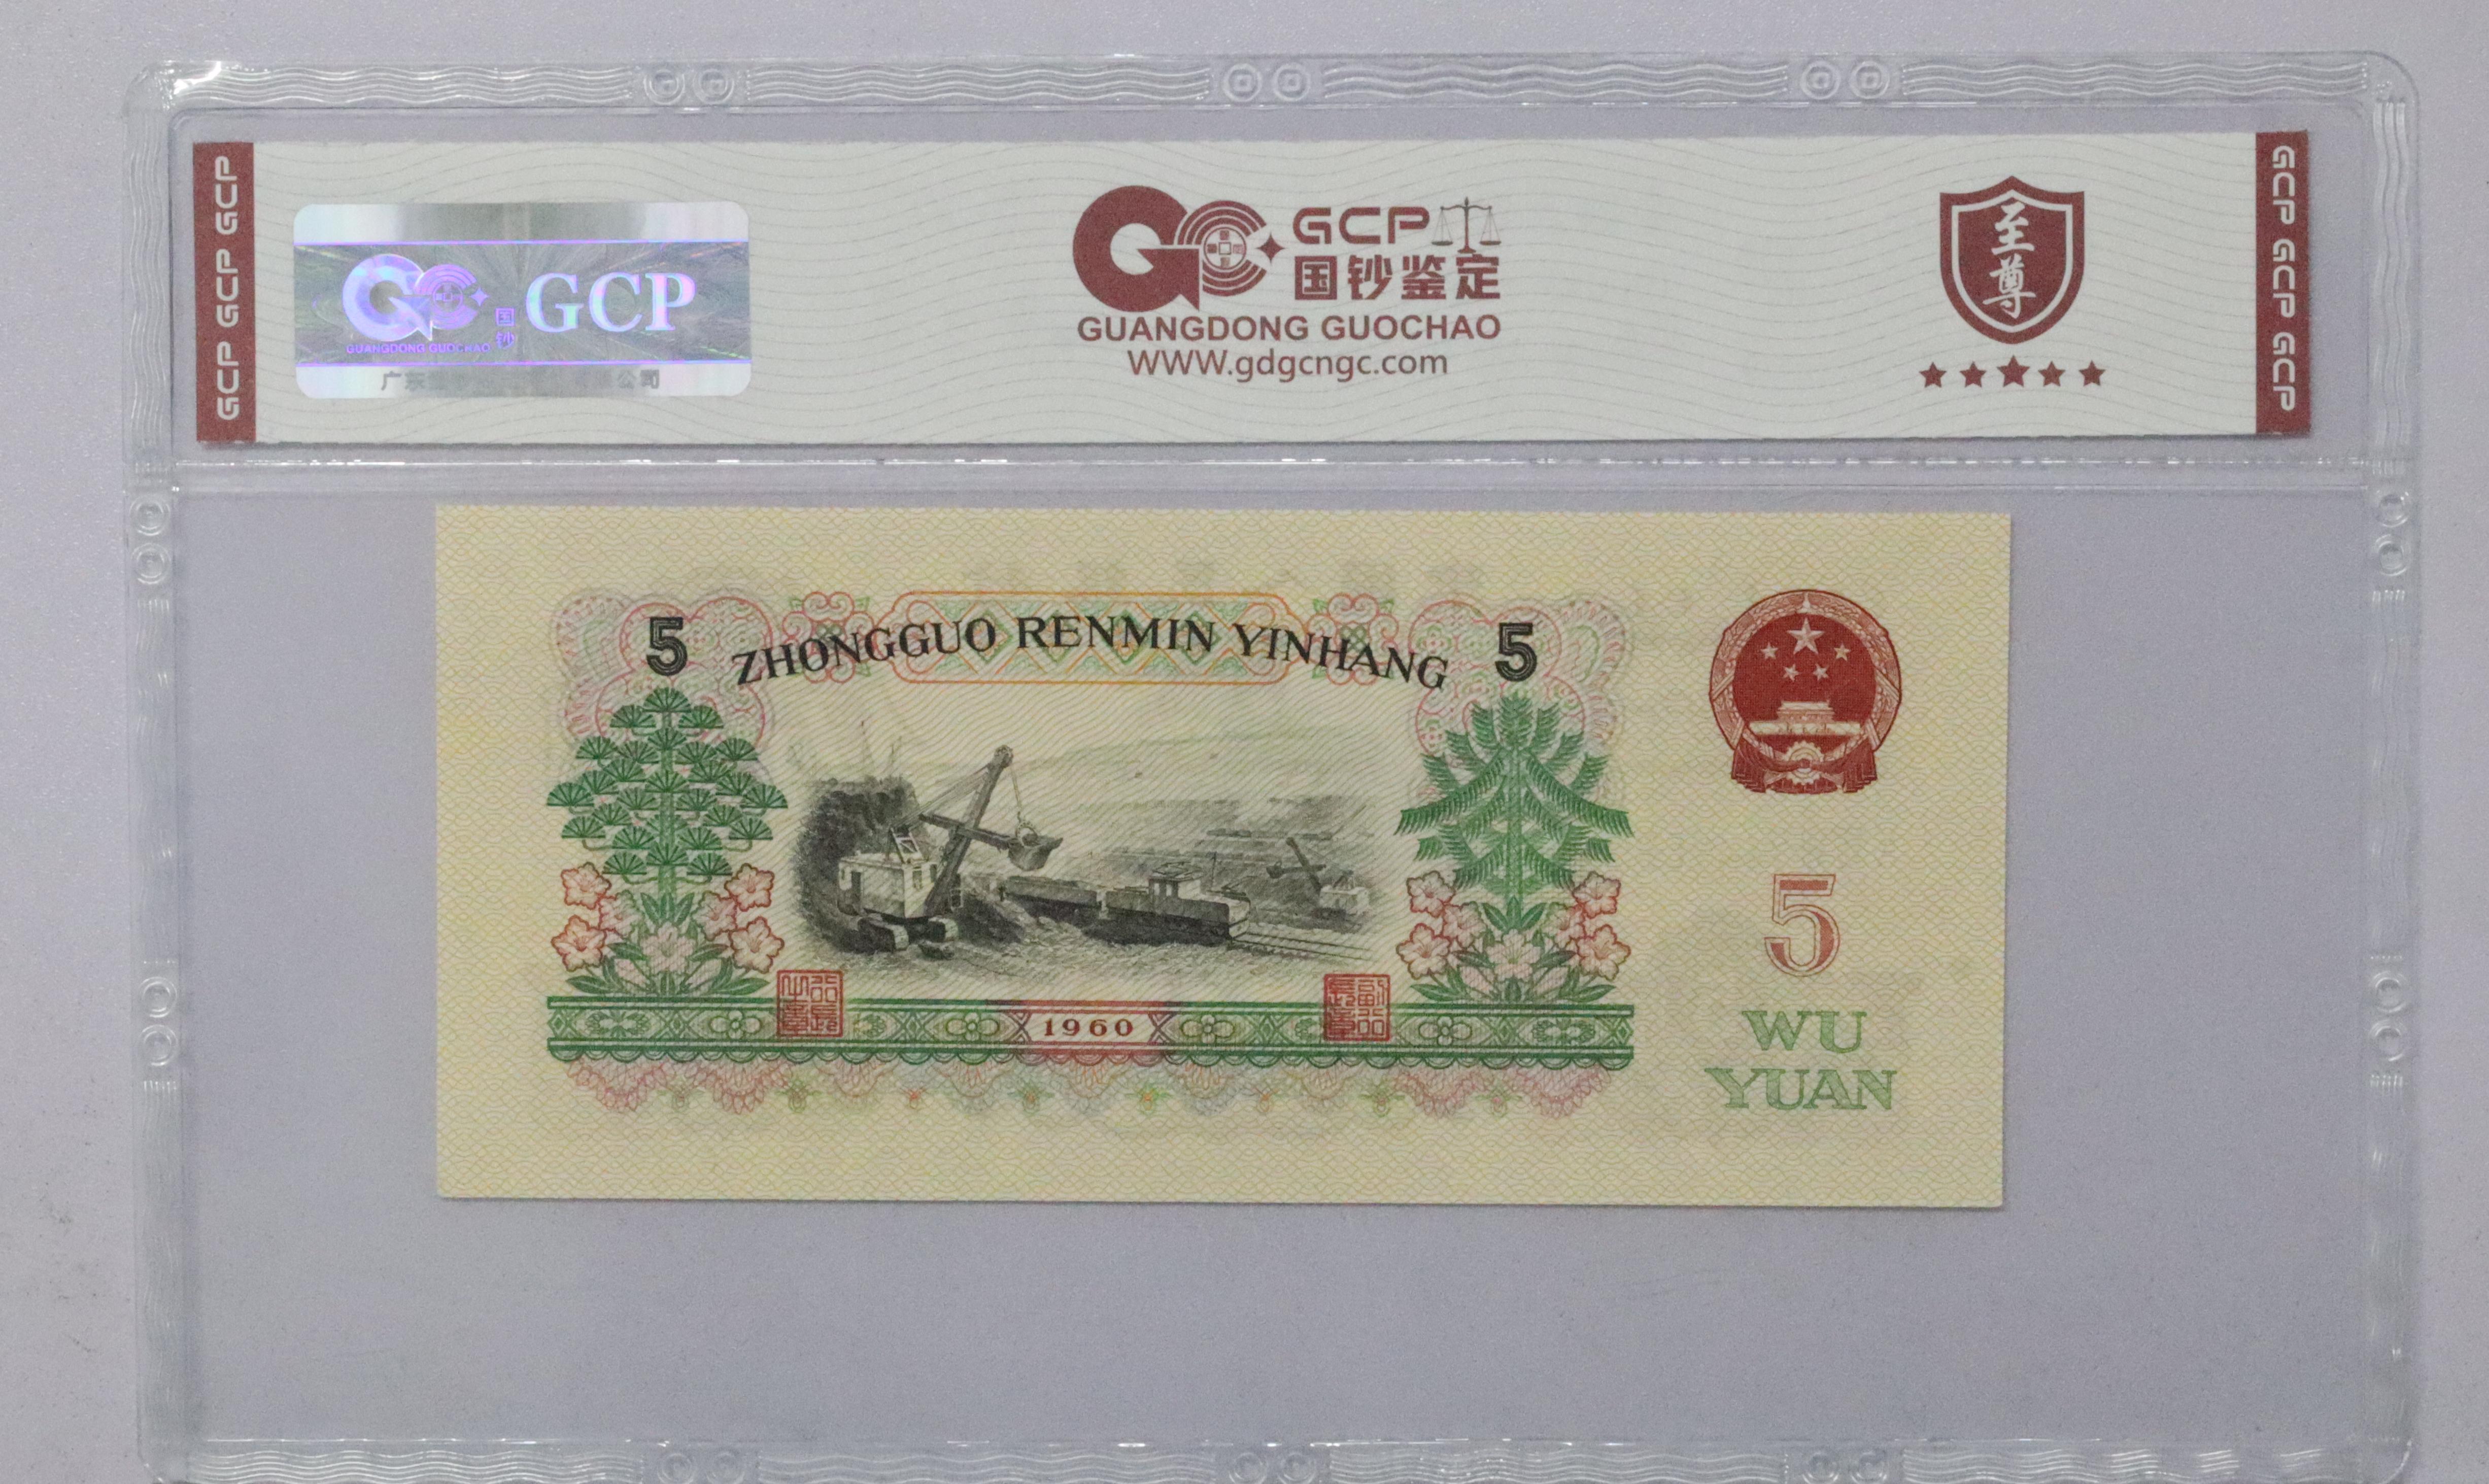 GCP GCP GCP
国钞
GCP
GUANGDONG GUOCHAO
GCP
国钞鉴定
GUANGDONG GUOCHAO
WWW.gdgcngc.com
至尊
GCP GCP GCP
5
ZHONGGUO RENMIN YINHANG
5
1960
5
WU
YUAN